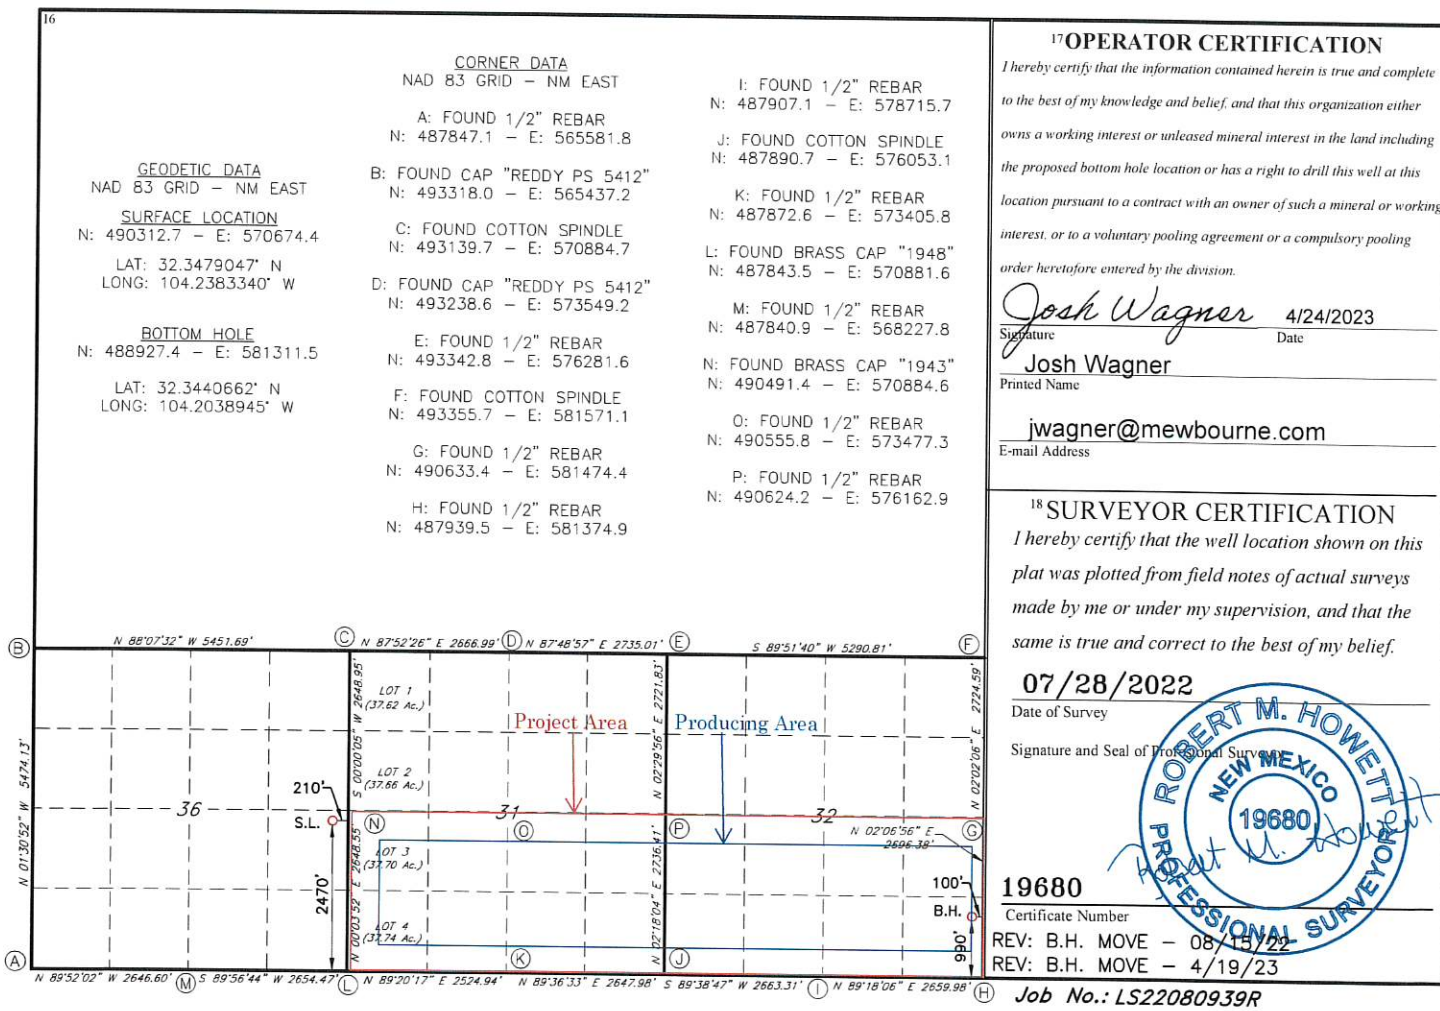 16
CORNER DATA
NAD 83 GRID – NM EAST
A: FOUND 1/2" REBAR
N: 487847.1 – E: 565581.8
B: FOUND CAP "REDDY PS 5412"
N: 493318.0 – E: 565437.2
C: FOUND COTTON SPINDLE
N: 493139.7 – E: 570884.7
D: FOUND CAP "REDDY PS 5412"
N: 493238.6 – E: 573549.2
E: FOUND 1/2" REBAR
N: 493342.8 – E: 576281.6
F: FOUND COTTON SPINDLE
N: 493355.7 – E: 581571.1
G: FOUND 1/2" REBAR
N: 490633.4 – E: 581474.4
H: FOUND 1/2" REBAR
N: 487939.5 – E: 581374.9
I: FOUND 1/2" REBAR
N: 487907.1 – E: 578715.7
J: FOUND COTTON SPINDLE
N: 487890.7 – E: 576053.1
K: FOUND 1/2" REBAR
N: 487872.6 – E: 573405.8
L: FOUND BRASS CAP "1948"
N: 487843.5 – E: 570881.6
M: FOUND 1/2" REBAR
N: 487840.9 – E: 568227.8
N: FOUND BRASS CAP "1943"
N: 490491.4 – E: 570884.6
O: FOUND 1/2" REBAR
N: 490555.8 – E: 573477.3
P: FOUND 1/2" REBAR
N: 490624.2 – E: 576162.9
GEODETIC DATA
NAD 83 GRID – NM EAST
SURFACE LOCATION
N: 490312.7 – E: 570674.4
LAT: 32.3479047° N
LONG: 104.2383340° W
BOTTOM HOLE
N: 488927.4 – E: 581311.5
LAT: 32.3440662° N
LONG: 104.2038945° W
B
N 88°07'32" W 5451.69'
C
N 87°52'26" E 2666.99'
D
N 87°48'57" E 2735.01'
E
S 89°51'40" W 5290.81'
F
N 01°30'52" W 5474.13'
S 00°00'05" W 2648.95'
N 02°29'56" E 2721.83'
N 02°02'06" E 2724.59'
LOT 1
(37.62 Ac.)
Project Area
Producing Area
LOT 2
(37.66 Ac.)
210'
36
31
32
S.L.
N
O
P
G
N 02°06'56" E
2696.38'
LOT 3
(37.70 Ac.)
N 00°03'52" E 2648.55'
N 02°18'04" E 2736.41'
2470'
100'
B.H.
990'
LOT 4
(37.74 Ac.)
K
J
A
N 89°52'02" W 2646.60'
M
S 89°56'44" W 2654.47'
L
N 89°20'17" E 2524.94'
N 89°36'33" E 2647.98'
S 89°38'47" W 2663.31'
I
N 89°18'06" E 2659.98'
H
17 OPERATOR CERTIFICATION
I hereby certify that the information contained herein is true and complete
to the best of my knowledge and belief, and that this organization either
owns a working interest or unleased mineral interest in the land including
the proposed bottom hole location or has a right to drill this well at this
location pursuant to a contract with an owner of such a mineral or working
interest, or to a voluntary pooling agreement or a compulsory pooling
order heretofore entered by the division.
Josh Wagner 4/24/2023
Signature Date
Josh Wagner
Printed Name
jwagner@mewbourne.com
E-mail Address
18 SURVEYOR CERTIFICATION
I hereby certify that the well location shown on this
plat was plotted from field notes of actual surveys
made by me or under my supervision, and that the
same is true and correct to the best of my belief.
07/28/2022
Date of Survey
Signature and Seal of Professional Surveyor
ROBERT M. HOWETT
NEW MEXICO
19680
PROFESSIONAL SURVEYOR
Robert M. Howett
19680
Certificate Number
REV: B.H. MOVE – 08/15/22
REV: B.H. MOVE – 4/19/23
Job No.: LS22080939R